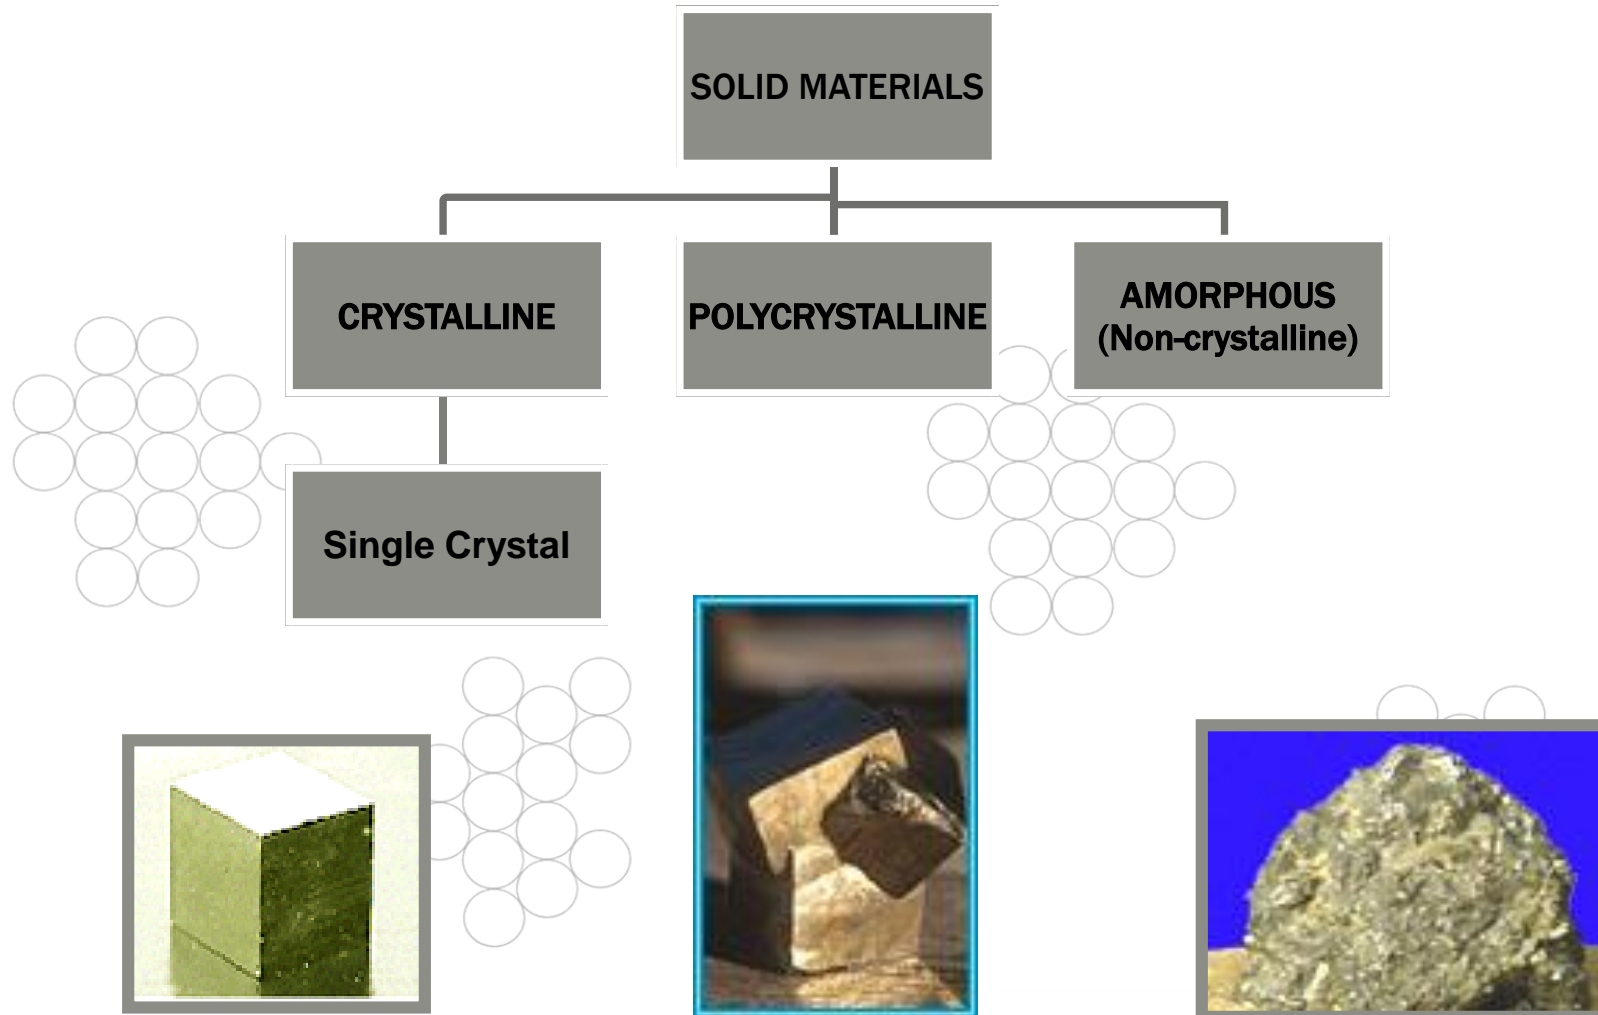 SOLID MATERIALS
CRYSTALLINE
POLYCRYSTALLINE
AMORPHOUS
(Non-crystalline)
Single Crystal